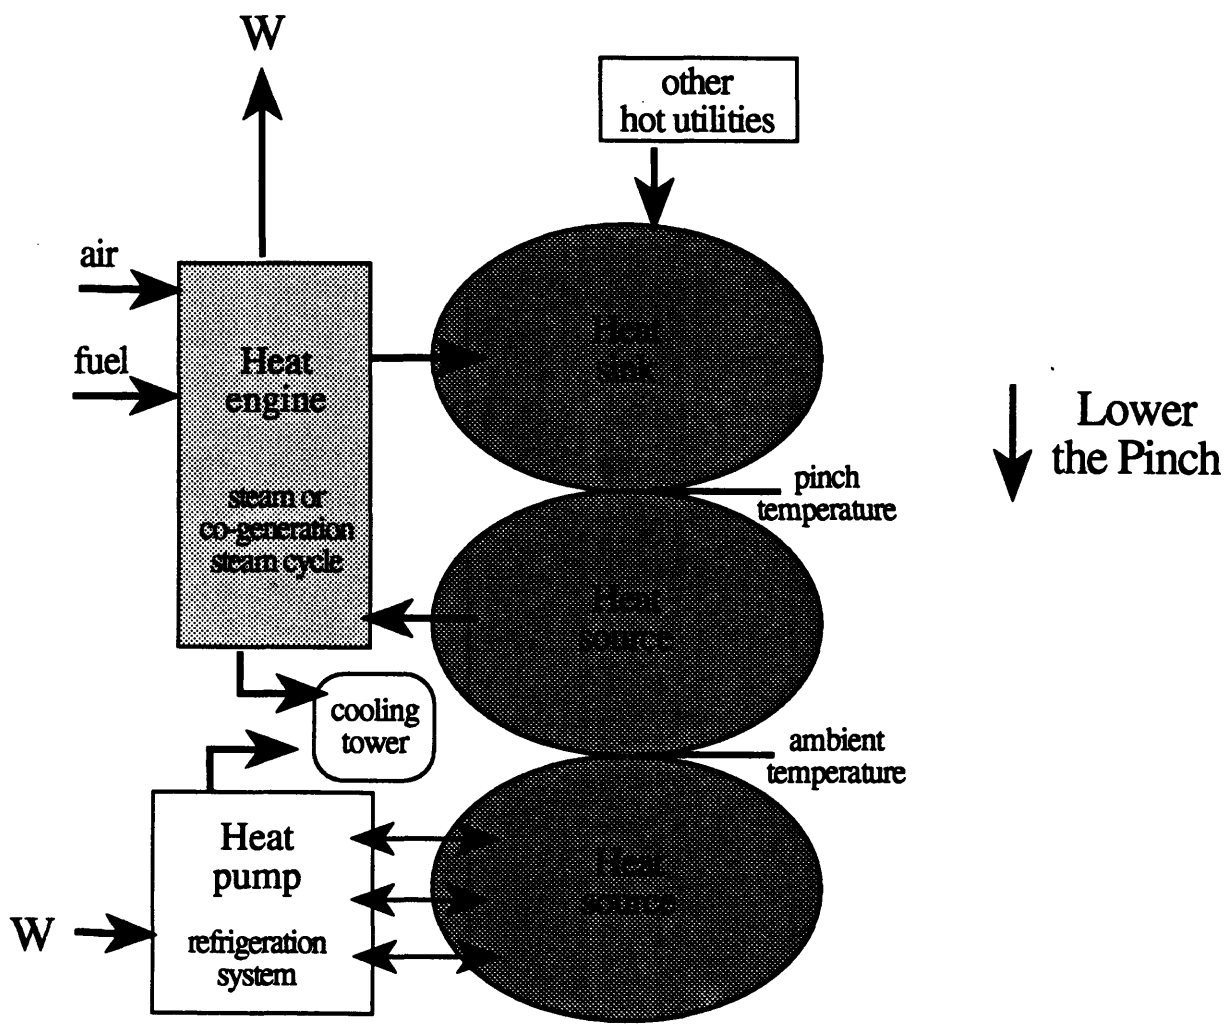 W
other
hot utilities
air
fuel
Heat
engine
steam or
co-generation
steam cycle
Heat
sink
Lower
the Pinch
pinch
temperature
Heat
source
cooling
tower
ambient
temperature
Heat
pump
refrigeration
system
W
Heat
source